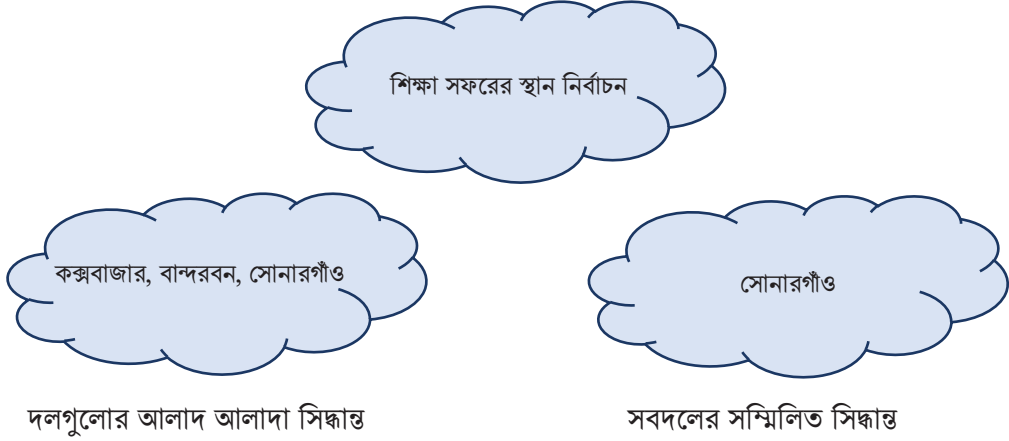 শিক্ষা সফরের স্থান নির্বাচন
কক্সবাজার, বান্দরবন, সোনারগাঁও
সোনারগাঁও
দলগুলোর আলাদ আলাদা সিদ্ধান্ত
সবদলের সম্মিলিত সিদ্ধান্ত